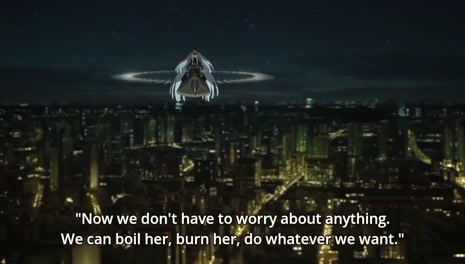 "Now we don't have to worry about anything.
We can boil her, burn her, do whatever we want."